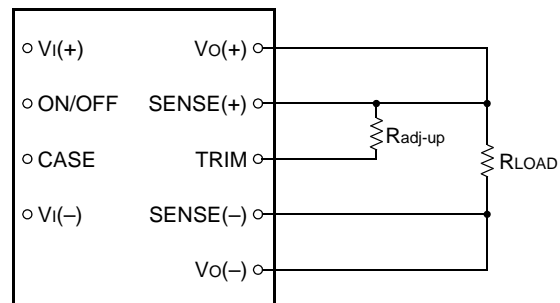 VI(+)
VO(+)
ON/OFF
SENSE(+)
Radj-up
CASE
TRIM
RLOAD
VI(–)
SENSE(–)
VO(–)